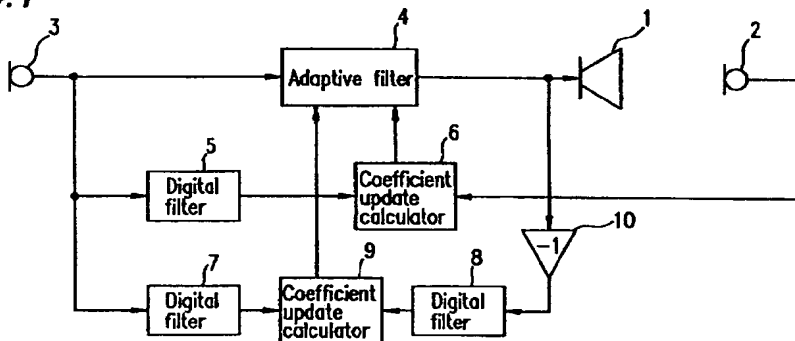 3
4
1
2
Adaptive filter
5
6
Digital
filter
Coefficient
update
calculator
10
-1
7
9
8
Digital
filter
Coefficient
update
calculator
Digital
filter